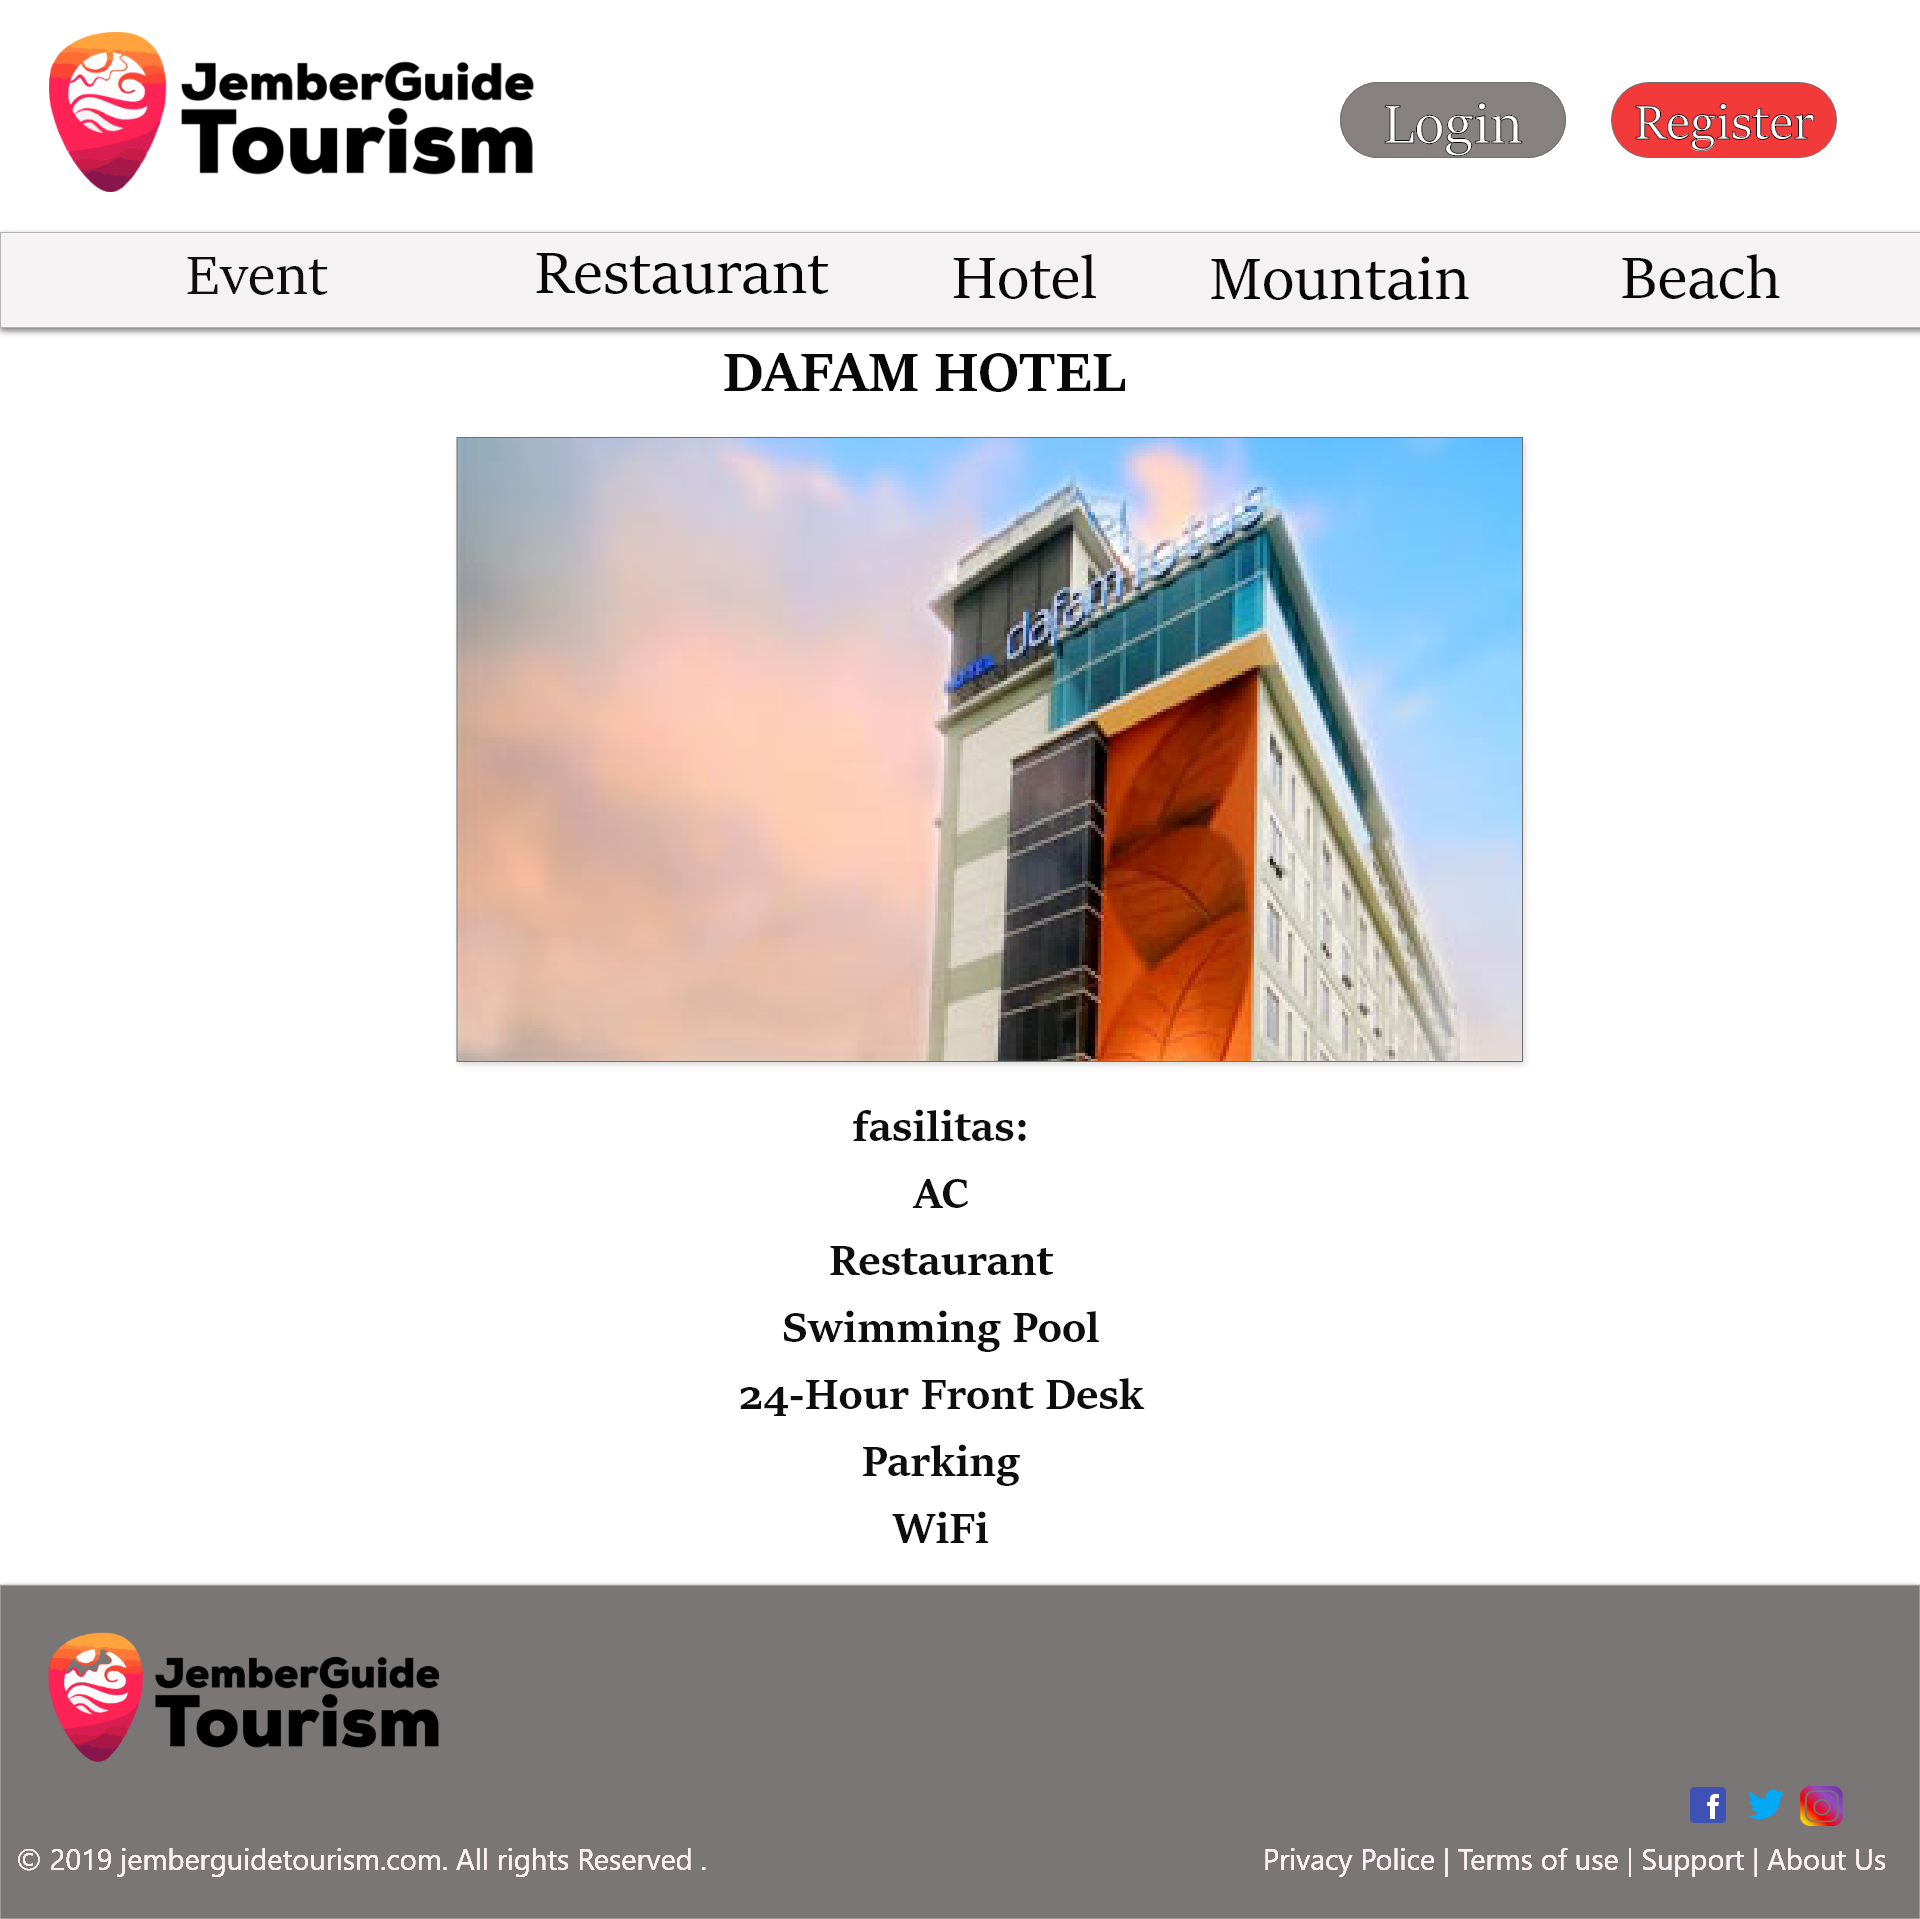 JemberGuide
Tourism
Login
Register
Event
Restaurant
Hotel
Mountain
Beach
DAFAM HOTEL
dafam lotus
fasilitas:
AC
Restaurant
Swimming Pool
24-Hour Front Desk
Parking
WiFi
JemberGuide
Tourism
© 2019 jemberguidetourism.com. All rights Reserved .
Privacy Police | Terms of use | Support | About Us